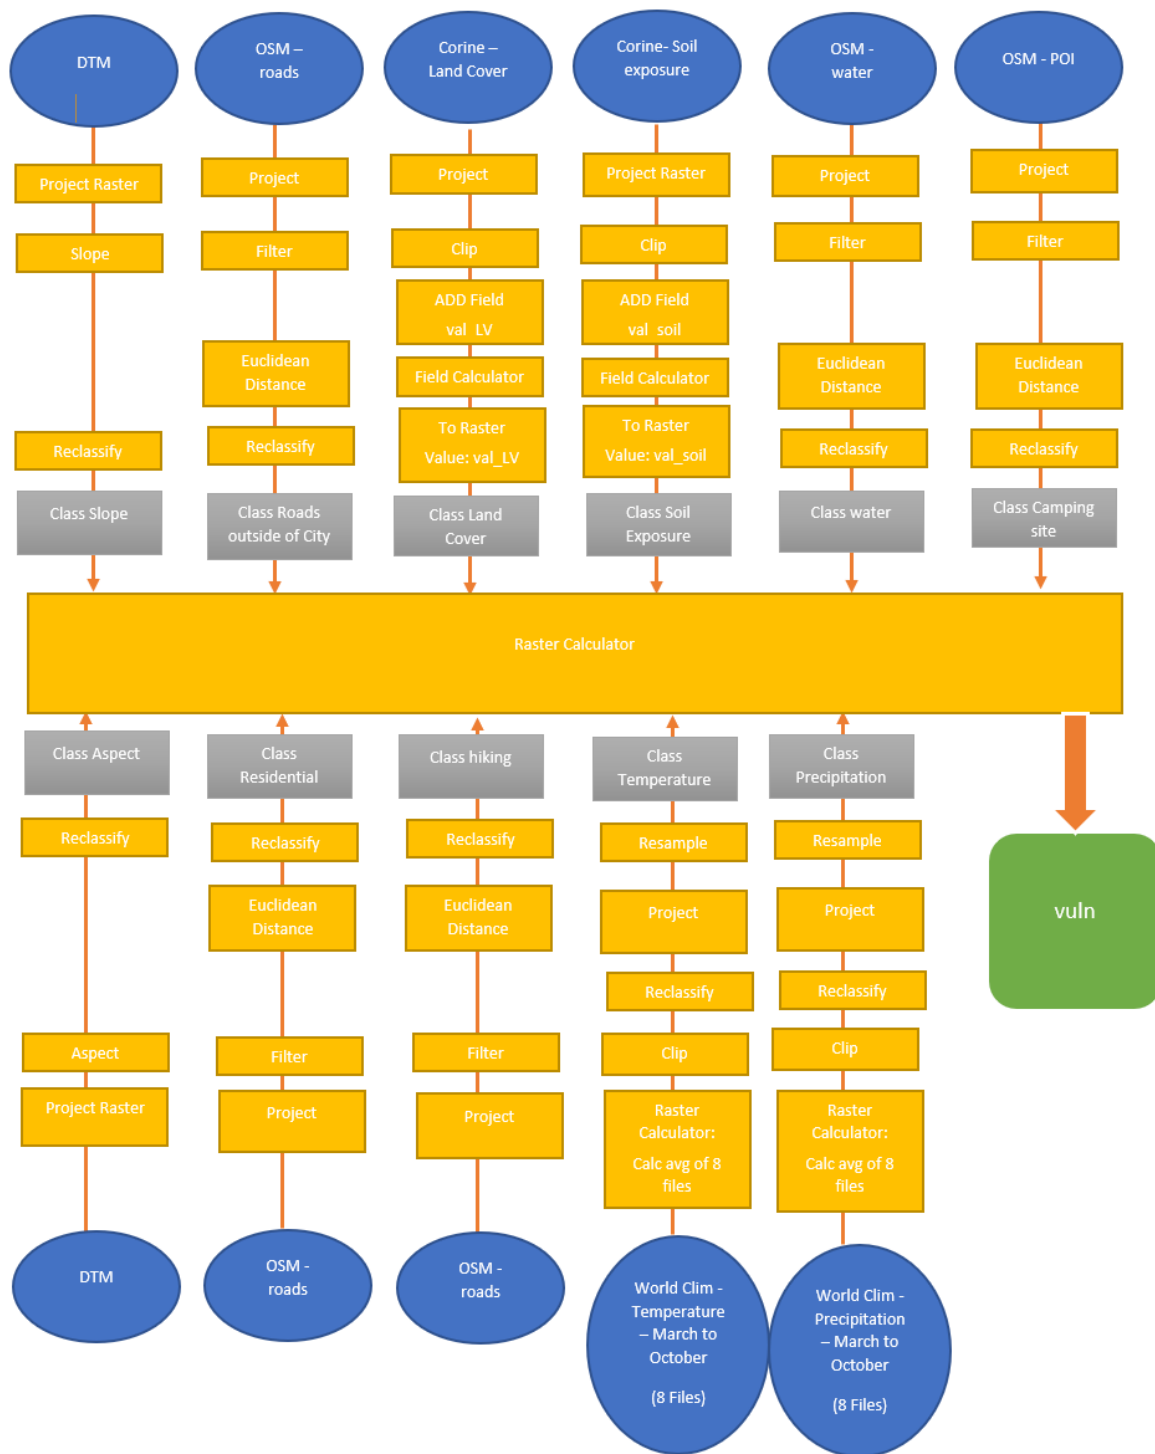 DTM
OSM –
roads
Corine –
Land Cover
Corine- Soil
exposure
OSM -
water
OSM - POI
Project Raster
Project
Project
Project Raster
Project
Project
Slope
Filter
Clip
Clip
Filter
Filter
ADD Field
val_LV
ADD Field
val_soil
Euclidean
Distance
Field Calculator
Field Calculator
Euclidean
Distance
Euclidean
Distance
Reclassify
Reclassify
To Raster
Value: val_LV
To Raster
Value: val_soil
Reclassify
Reclassify
Class Slope
Class Roads
outside of City
Class Land
Cover
Class Soil
Exposure
Class water
Class Camping
site
Raster Calculator
Class Aspect
Class
Residential
Class hiking
Class
Temperature
Class
Precipitation
Reclassify
Reclassify
Reclassify
Resample
Resample
Euclidean
Distance
Euclidean
Distance
Project
Project
vuln
Reclassify
Reclassify
Aspect
Filter
Filter
Clip
Clip
Project Raster
Project
Project
Raster
Calculator:
Calc avg of 8
files
Raster
Calculator:
Calc avg of 8
files
DTM
OSM -
roads
OSM -
roads
World Clim -
Temperature
– March to
October
(8 Files)
World Clim -
Precipitation
– March to
October
(8 Files)